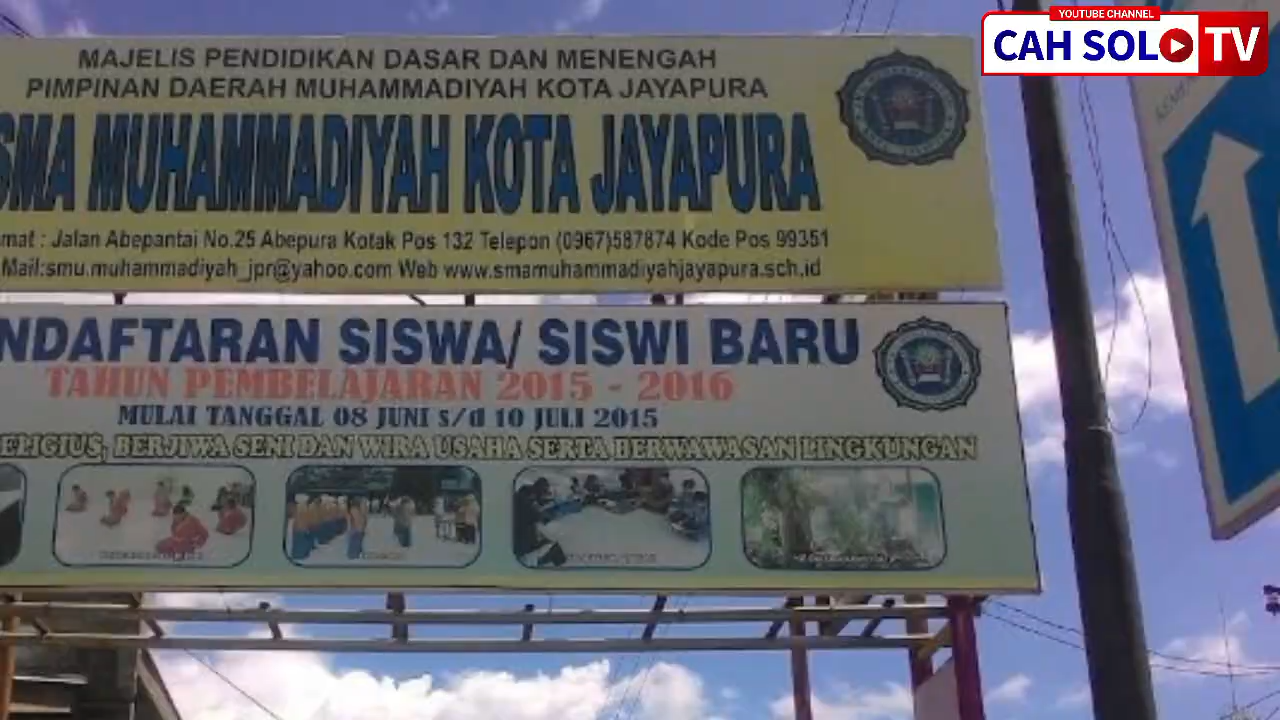 YOUTUBE CHANNEL
CAH SOLO TV
MAJELIS PENDIDIKAN DASAR DAN MENENGAH
PIMPINAN DAERAH MUHAMMADIYAH KOTA JAYAPURA
SMA MUHAMMADIYAH KOTA JAYAPURA
mat : Jalan Abepantai No.25 Abepura Kotak Pos 132 Telepon (0967)587874 Kode Pos 99351
Mail:smu.muhammadiyah_jpr@yahoo.com Web www.smamuhammadiyahjayapura.sch.id
NDAFTARAN SISWA/ SISWI BARU
TAHUN PEMBELAJARAN 2015 - 2016
MULAI TANGGAL 08 JUNI s/d 10 JULI 2015
ELIGIUS, BERJIWA SENI DAN WIRA USAHA SERTA BERWAWASAN LINGKUNGAN